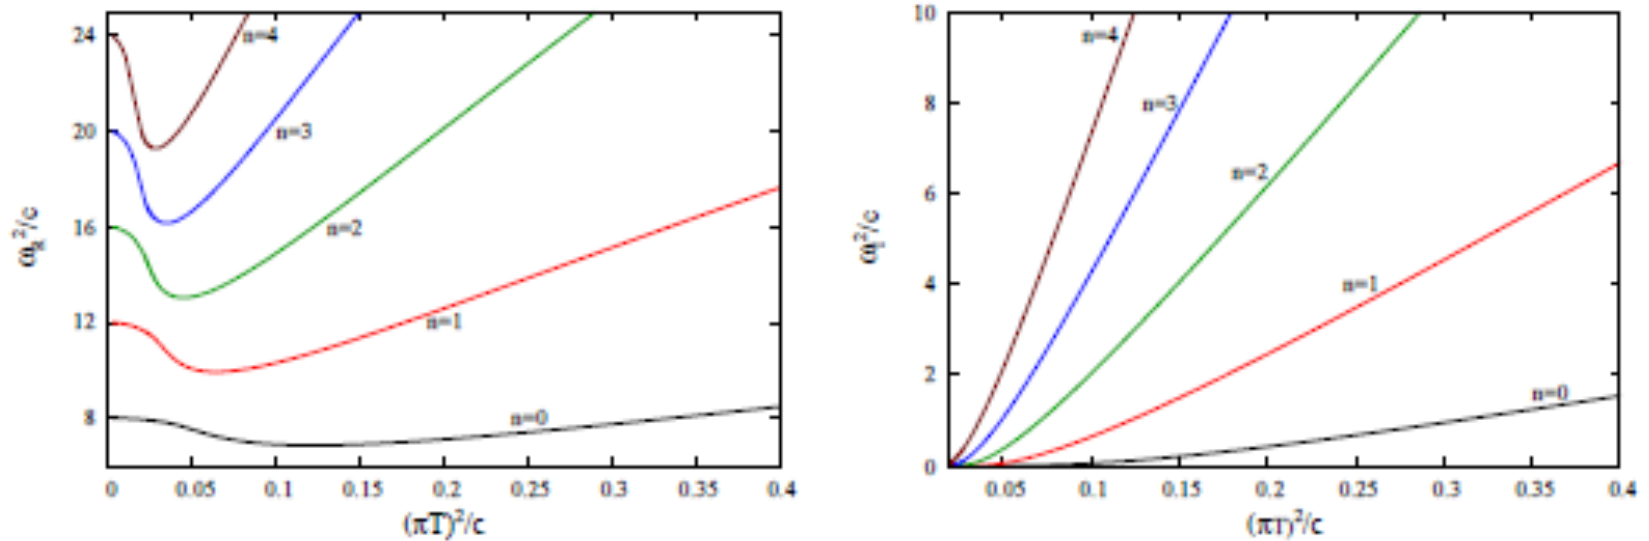 24
20
16
12
8
0 0.05 0.1 0.15 0.2 0.25 0.3 0.35 0.4
ω_R²/c
(πT)²/c
n=4
n=3
n=2
n=1
n=0
10
8
6
4
2
0
0.05 0.1 0.15 0.2 0.25 0.3 0.35 0.4
ω_I²/c
(πT)²/c
n=4
n=3
n=2
n=1
n=0